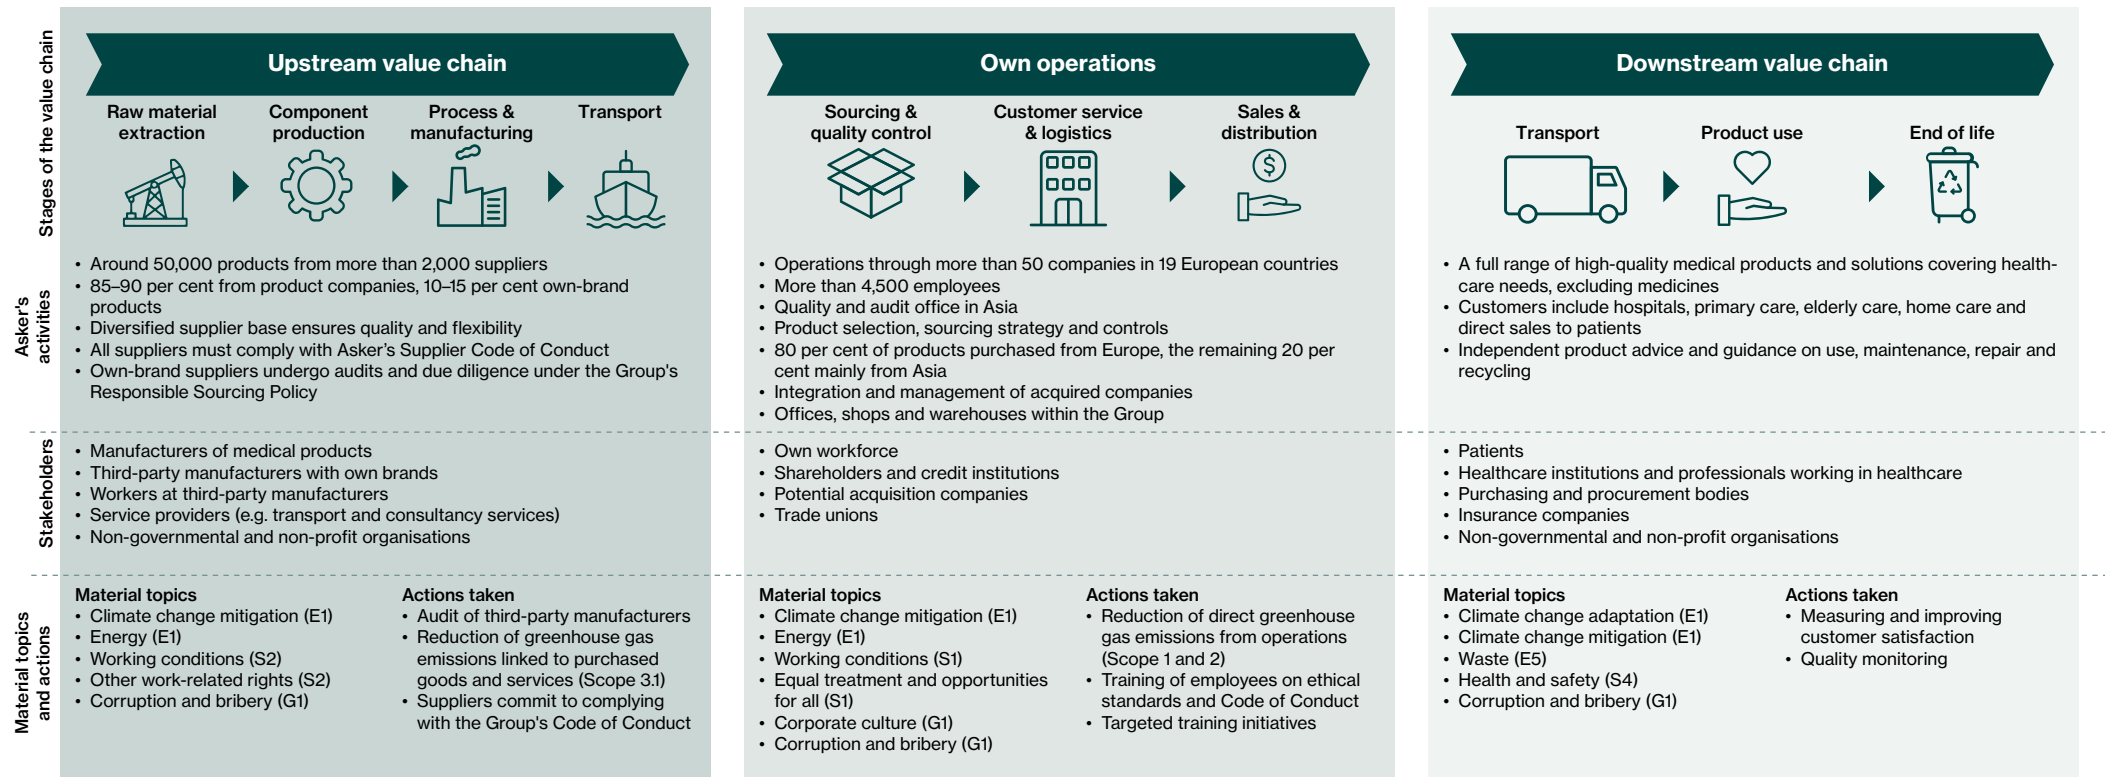 Stages of the value chain
Upstream value chain
Raw material
extraction
Component
production
Process &
manufacturing
Transport
Own operations
Sourcing &
quality control
Customer service
& logistics
Sales &
distribution
$
Downstream value chain
Transport
Product use
End of life
Asker's
activities
• Around 50,000 products from more than 2,000 suppliers
• 85–90 per cent from product companies, 10–15 per cent own-brand
products
• Diversified supplier base ensures quality and flexibility
• All suppliers must comply with Asker’s Supplier Code of Conduct
• Own-brand suppliers undergo audits and due diligence under the Group's
Responsible Sourcing Policy
• Operations through more than 50 companies in 19 European countries
• More than 4,500 employees
• Quality and audit office in Asia
• Product selection, sourcing strategy and controls
• 80 per cent of products purchased from Europe, the remaining 20 per
cent mainly from Asia
• Integration and management of acquired companies
• Offices, shops and warehouses within the Group
• A full range of high-quality medical products and solutions covering health-
care needs, excluding medicines
• Customers include hospitals, primary care, elderly care, home care and
direct sales to patients
• Independent product advice and guidance on use, maintenance, repair and
recycling
Stakeholders
• Manufacturers of medical products
• Third-party manufacturers with own brands
• Workers at third-party manufacturers
• Service providers (e.g. transport and consultancy services)
• Non-governmental and non-profit organisations
• Own workforce
• Shareholders and credit institutions
• Potential acquisition companies
• Trade unions
• Patients
• Healthcare institutions and professionals working in healthcare
• Purchasing and procurement bodies
• Insurance companies
• Non-governmental and non-profit organisations
Material topics
and actions
Material topics
• Climate change mitigation (E1)
• Energy (E1)
• Working conditions (S2)
• Other work-related rights (S2)
• Corruption and bribery (G1)
Actions taken
• Audit of third-party manufacturers
• Reduction of greenhouse gas
emissions linked to purchased
goods and services (Scope 3.1)
• Suppliers commit to complying
with the Group's Code of Conduct
Material topics
• Climate change mitigation (E1)
• Energy (E1)
• Working conditions (S1)
• Equal treatment and opportunities
for all (S1)
• Corporate culture (G1)
• Corruption and bribery (G1)
Actions taken
• Reduction of direct greenhouse
gas emissions from operations
(Scope 1 and 2)
• Training of employees on ethical
standards and Code of Conduct
• Targeted training initiatives
Material topics
• Climate change adaptation (E1)
• Climate change mitigation (E1)
• Waste (E5)
• Health and safety (S4)
• Corruption and bribery (G1)
Actions taken
• Measuring and improving
customer satisfaction
• Quality monitoring